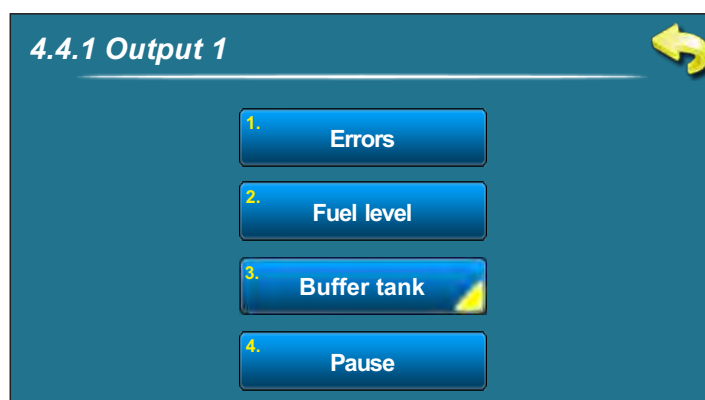 4.4.1 Output 1
1.
Errors
2.
Fuel level
3.
Buffer tank
4.
Pause